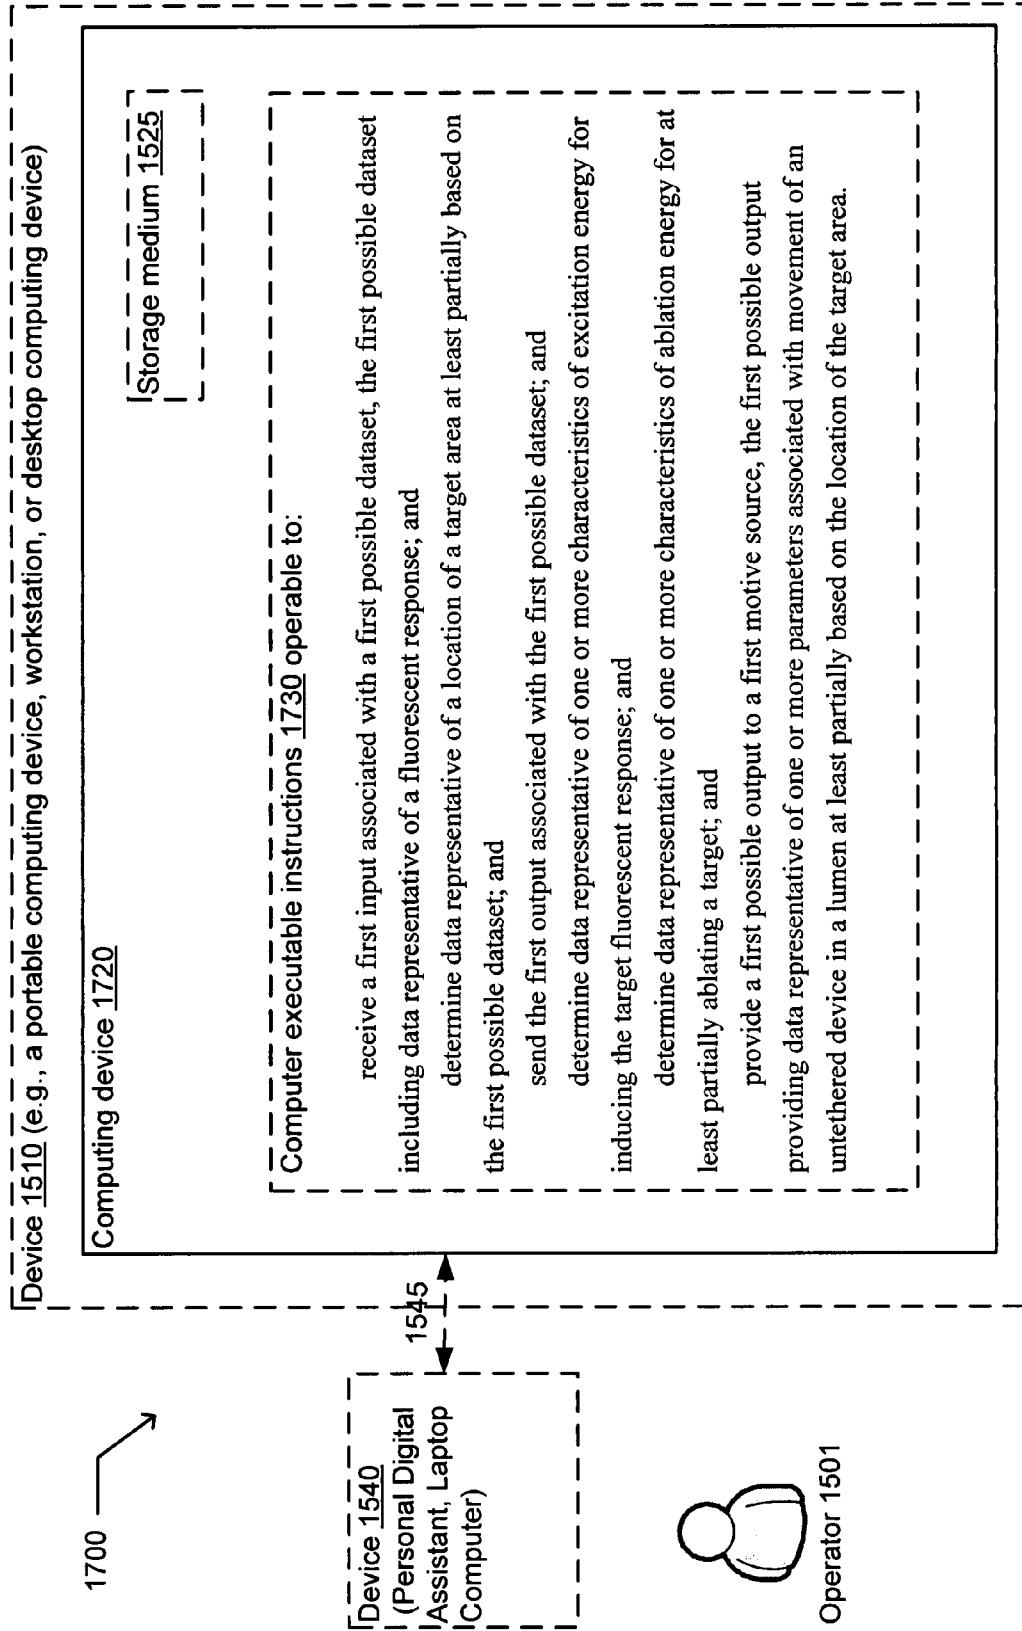 1700
Device 1510 (e.g., a portable computing device, workstation, or desktop computing device)
Computing device 1720
Storage medium 1525
Computer executable instructions 1730 operable to:
receive a first input associated with a first possible dataset, the first possible dataset
including data representative of a fluorescent response; and
determine data representative of a location of a target area at least partially based on
the first possible dataset; and
send the first output associated with the first possible dataset; and
determine data representative of one or more characteristics of excitation energy for
inducing the target fluorescent response; and
determine data representative of one or more characteristics of ablation energy for at
least partially ablating a target; and
provide a first possible output to a first motive source, the first possible output
providing data representative of one or more parameters associated with movement of an
untethered device in a lumen at least partially based on the location of the target area.
1545
Device 1540
(Personal Digital
Assistant, Laptop
Computer)
Operator 1501